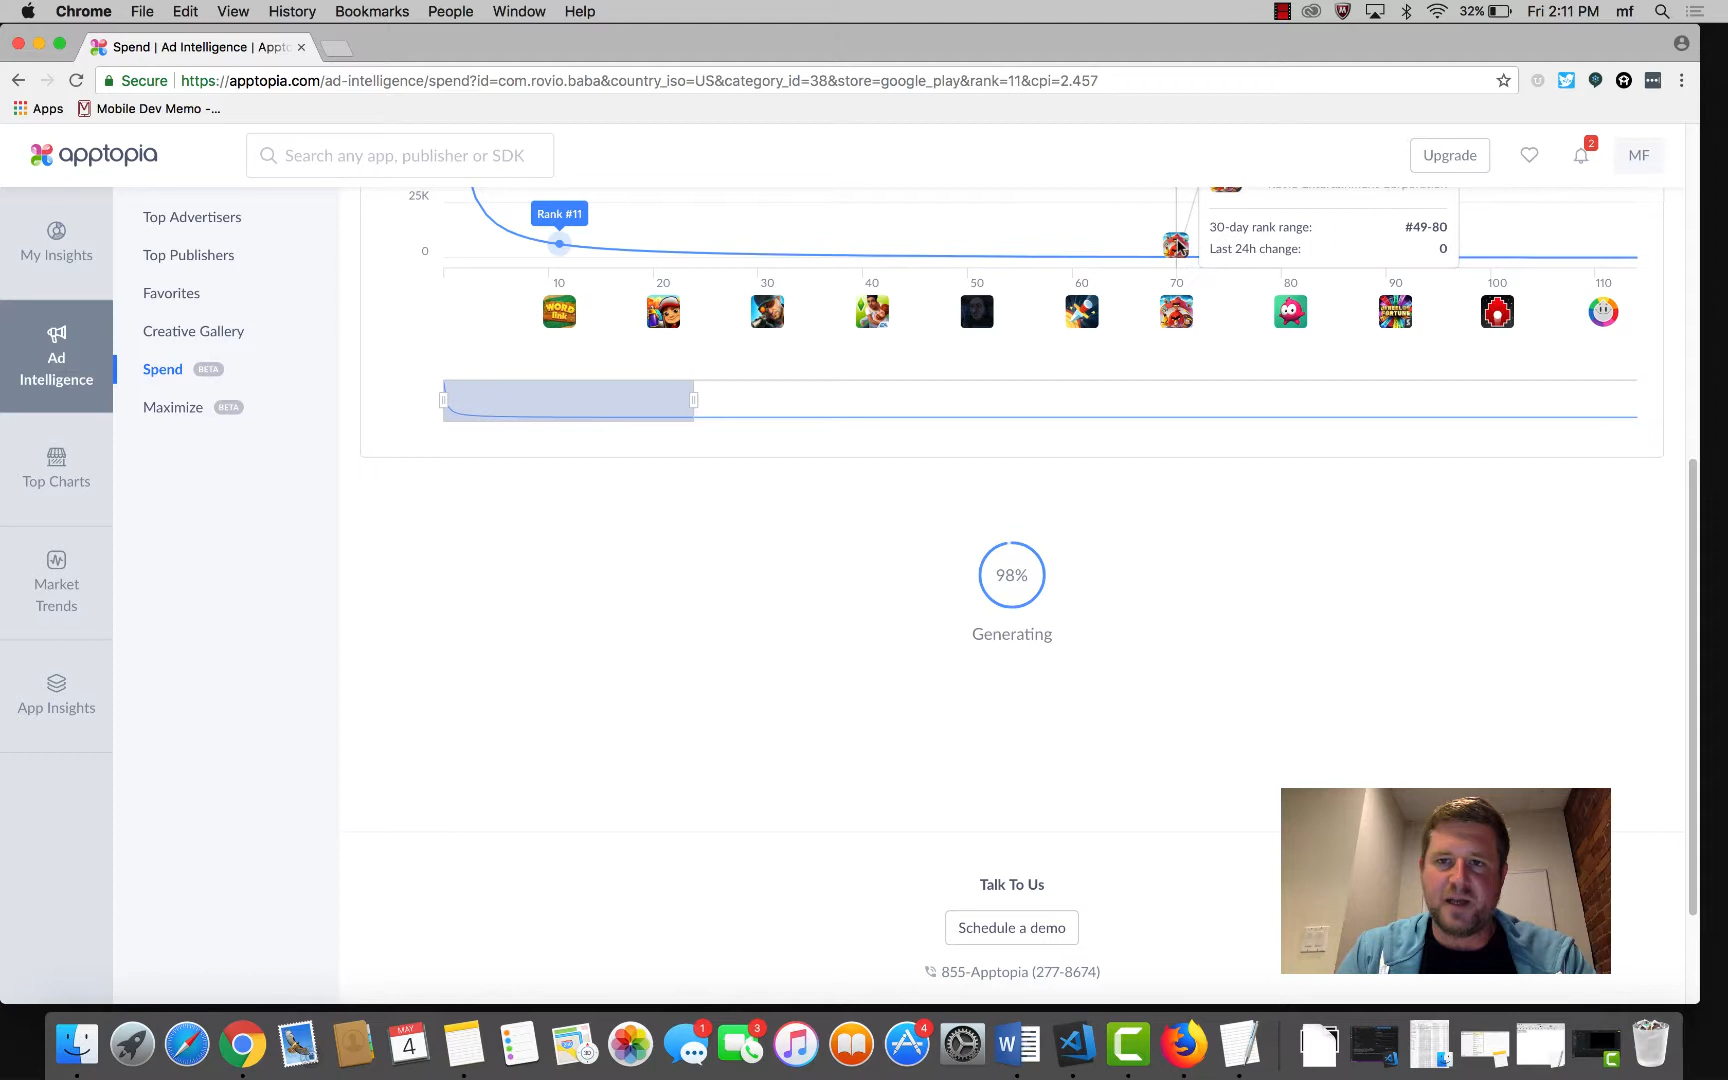 Chrome File Edit View History Bookmarks People Window Help 32% Fri 2:11 PM mf
Spend | Ad Intelligence | Appto
Secure https://apptopia.com/ad-intelligence/spend?id=com.rovio.baba&country_iso=US&category_id=38&store=google_play&rank=11&cpi=2.457
Apps Mobile Dev Memo -...
apptopia Search any app, publisher or SDK Upgrade 2 MF
My Insights
Ad
Intelligence
Top Charts
Market
Trends
App Insights
Top Advertisers
Top Publishers
Favorites
Creative Gallery
Spend BETA
Maximize BETA
25K
0
Rank #11
30-day rank range: #49-80
Last 24h change: 0
10 20 30 40 50 60 70 80 90 100 110
WORD
link
98%
Generating
Talk To Us
Schedule a demo
855-Apptopia (277-8674)
MAY
4
1
3
4